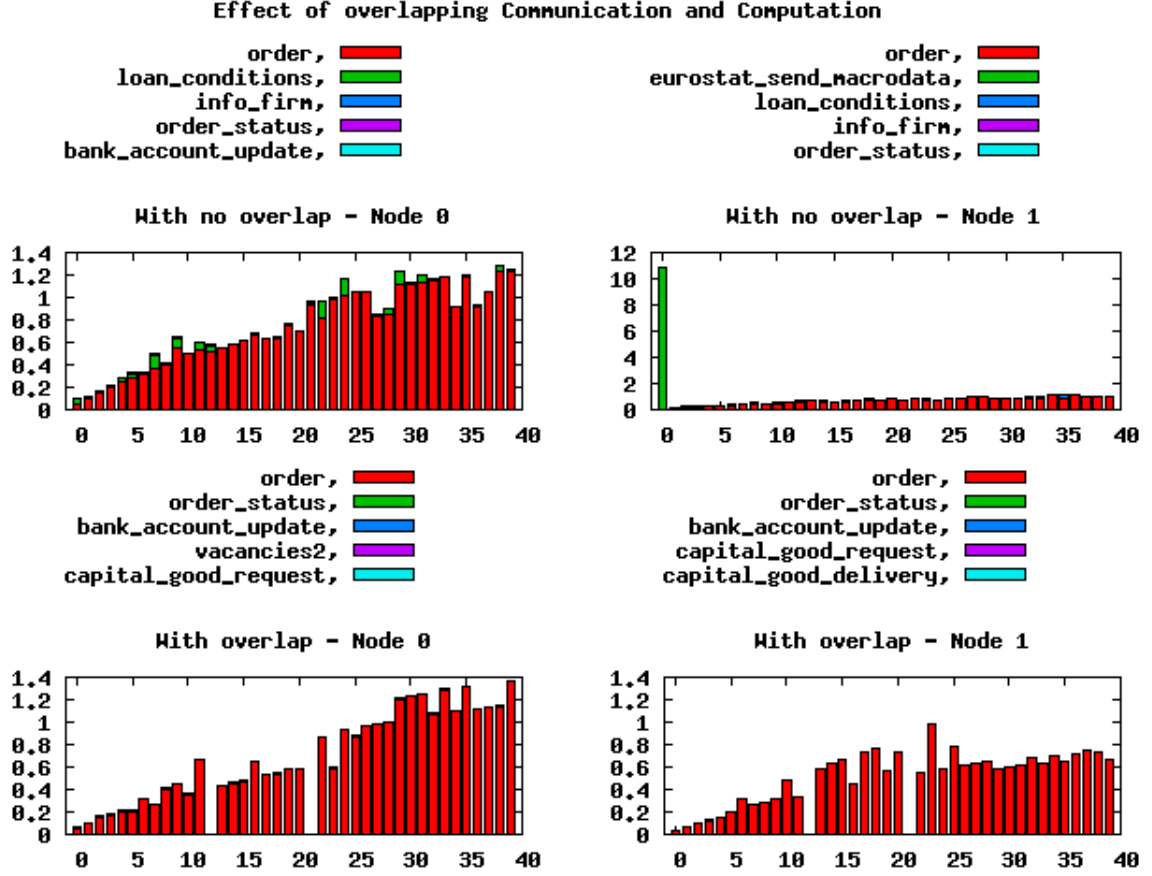 Effect of overlapping Communication and Computation
order,
loan_conditions,
info_firm,
order_status,
bank_account_update,
order,
eurostat_send_macrodata,
loan_conditions,
info_firm,
order_status,
With no overlap - Node 0
1.4
1.2
1
0.8
0.6
0.4
0.2
0
0 5 10 15 20 25 30 35 40
With no overlap - Node 1
12
10
8
6
4
2
0
0 5 10 15 20 25 30 35 40
order,
order_status,
bank_account_update,
vacancies2,
capital_good_request,
order,
order_status,
bank_account_update,
capital_good_request,
capital_good_delivery,
With overlap - Node 0
1.4
1.2
1
0.8
0.6
0.4
0.2
0
0 5 10 15 20 25 30 35 40
With overlap - Node 1
1.4
1.2
1
0.8
0.6
0.4
0.2
0
0 5 10 15 20 25 30 35 40